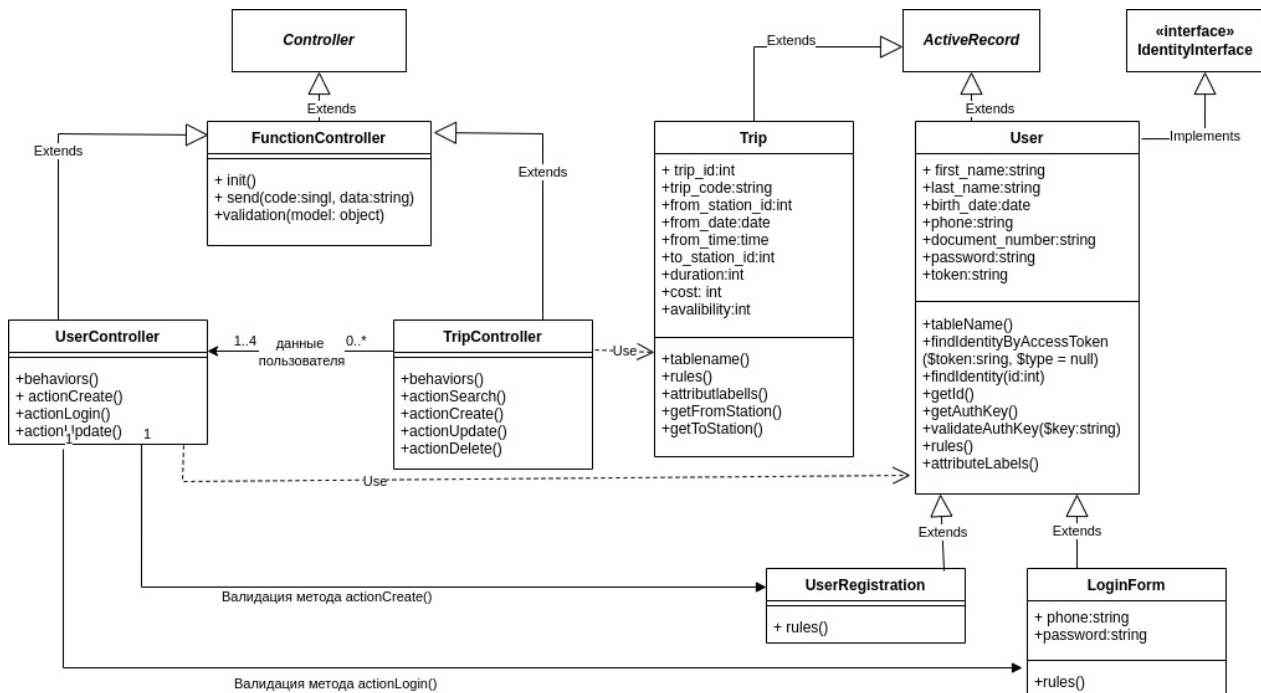 Controller
Extends
FunctionController
+ init()
+ send(code:singl, data:string)
+validation(model: object)
Extends
Extends
UserController
+behaviors()
+ actionCreate()
+actionLogin()
+actionUpdate()
1..4
данные
пользователя
0..*
TripController
+behaviors()
+actionSearch()
+actionCreate()
+actionUpdate()
+actionDelete()
Use
Extends
Trip
+ trip_id:int
+trip_code:string
+from_station_id:int
+from_date:date
+from_time:time
+to_station_id:int
+duration:int
+cost: int
+avalibility:int
+tablename()
+rules()
+attributlabells()
+getFromStation()
+getToStation()
ActiveRecord
Extends
«interface»
IdentityInterface
Implements
User
+ first_name:string
+last_name:string
+birth_date:date
+phone:string
+document_number:string
+password:string
+token:string
+tableName()
+findIdentityByAccessToken
($token:sring, $type = null)
+findIdentity(id:int)
+getId()
+getAuthKey()
+validateAuthKey($key:string)
+rules()
+attributeLabels()
1
1
Use
Extends
Extends
UserRegistration
+ rules()
LoginForm
+ phone:string
+password:string
+rules()
Валидация метода actionCreate()
Валидация метода actionLogin()